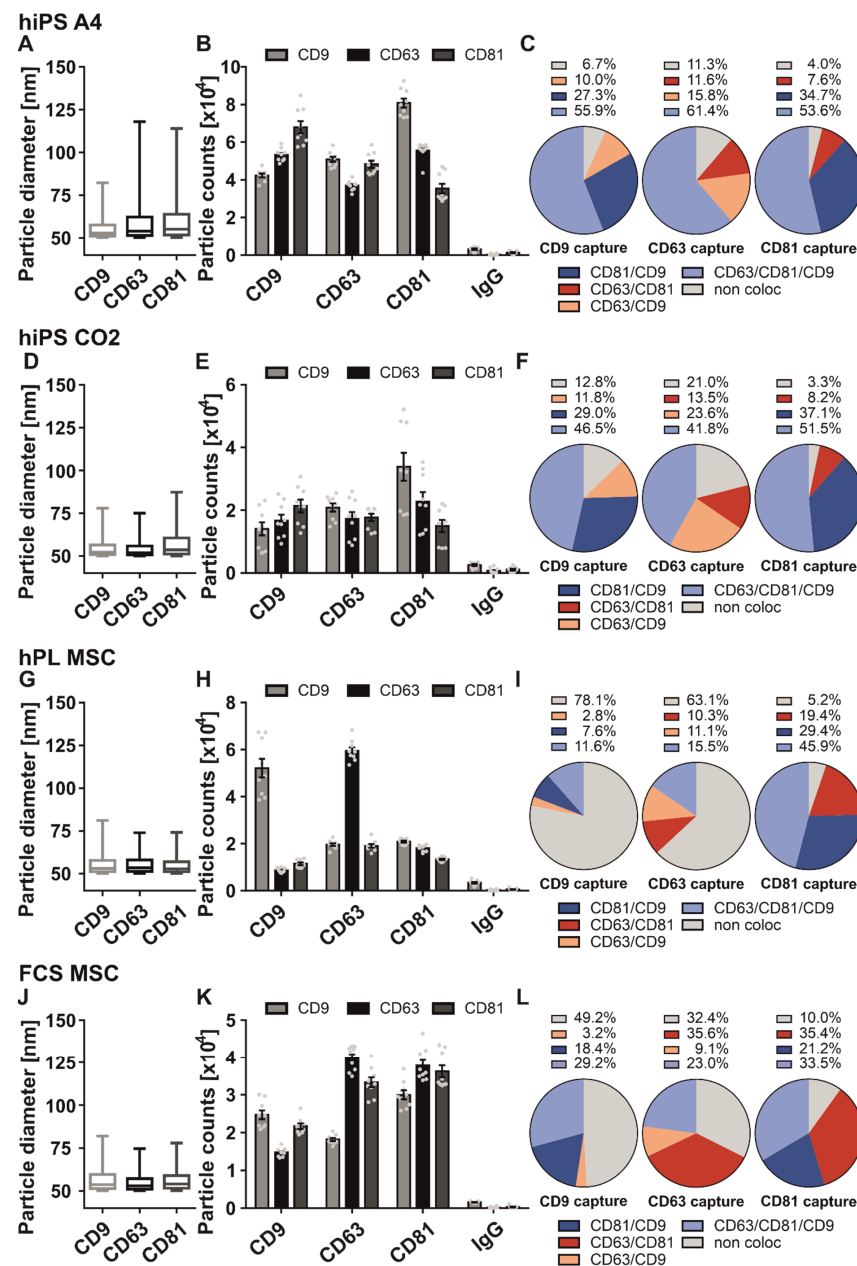 hiPS A4
A
B
C
Particle diameter [nm]
150
125
100
75
50
CD9
CD63
CD81
Particle counts [x10⁴]
CD9 CD63 CD81
10
8
6
4
2
0
CD9
CD63
CD81
IgG
6.7% 11.3% 4.0%
10.0% 11.6% 7.6%
27.3% 15.8% 34.7%
55.9% 61.4% 53.6%
CD9 capture CD63 capture CD81 capture
CD81/CD9 CD63/CD81/CD9
CD63/CD81 non coloc
CD63/CD9
hiPS CO2
D
E
F
Particle diameter [nm]
150
125
100
75
50
CD9
CD63
CD81
Particle counts [x10⁴]
CD9 CD63 CD81
6
4
2
0
CD9
CD63
CD81
IgG
12.8% 21.0% 3.3%
11.8% 13.5% 8.2%
29.0% 23.6% 37.1%
46.5% 41.8% 51.5%
CD9 capture CD63 capture CD81 capture
CD81/CD9 CD63/CD81/CD9
CD63/CD81 non coloc
CD63/CD9
hPL MSC
G
H
I
Particle diameter [nm]
150
125
100
75
50
CD9
CD63
CD81
Particle counts [x10⁴]
CD9 CD63 CD81
8
6
4
2
0
CD9
CD63
CD81
IgG
78.1% 63.1% 5.2%
2.8% 10.3% 19.4%
7.6% 11.1% 29.4%
11.6% 15.5% 45.9%
CD9 capture CD63 capture CD81 capture
CD81/CD9 CD63/CD81/CD9
CD63/CD81 non coloc
CD63/CD9
FCS MSC
J
K
L
Particle diameter [nm]
150
125
100
75
50
CD9
CD63
CD81
Particle counts [x10⁴]
CD9 CD63 CD81
5
4
3
2
1
0
CD9
CD63
CD81
IgG
49.2% 32.4% 10.0%
3.2% 35.6% 35.4%
18.4% 9.1% 21.2%
29.2% 23.0% 33.5%
CD9 capture CD63 capture CD81 capture
CD81/CD9 CD63/CD81/CD9
CD63/CD81 non coloc
CD63/CD9